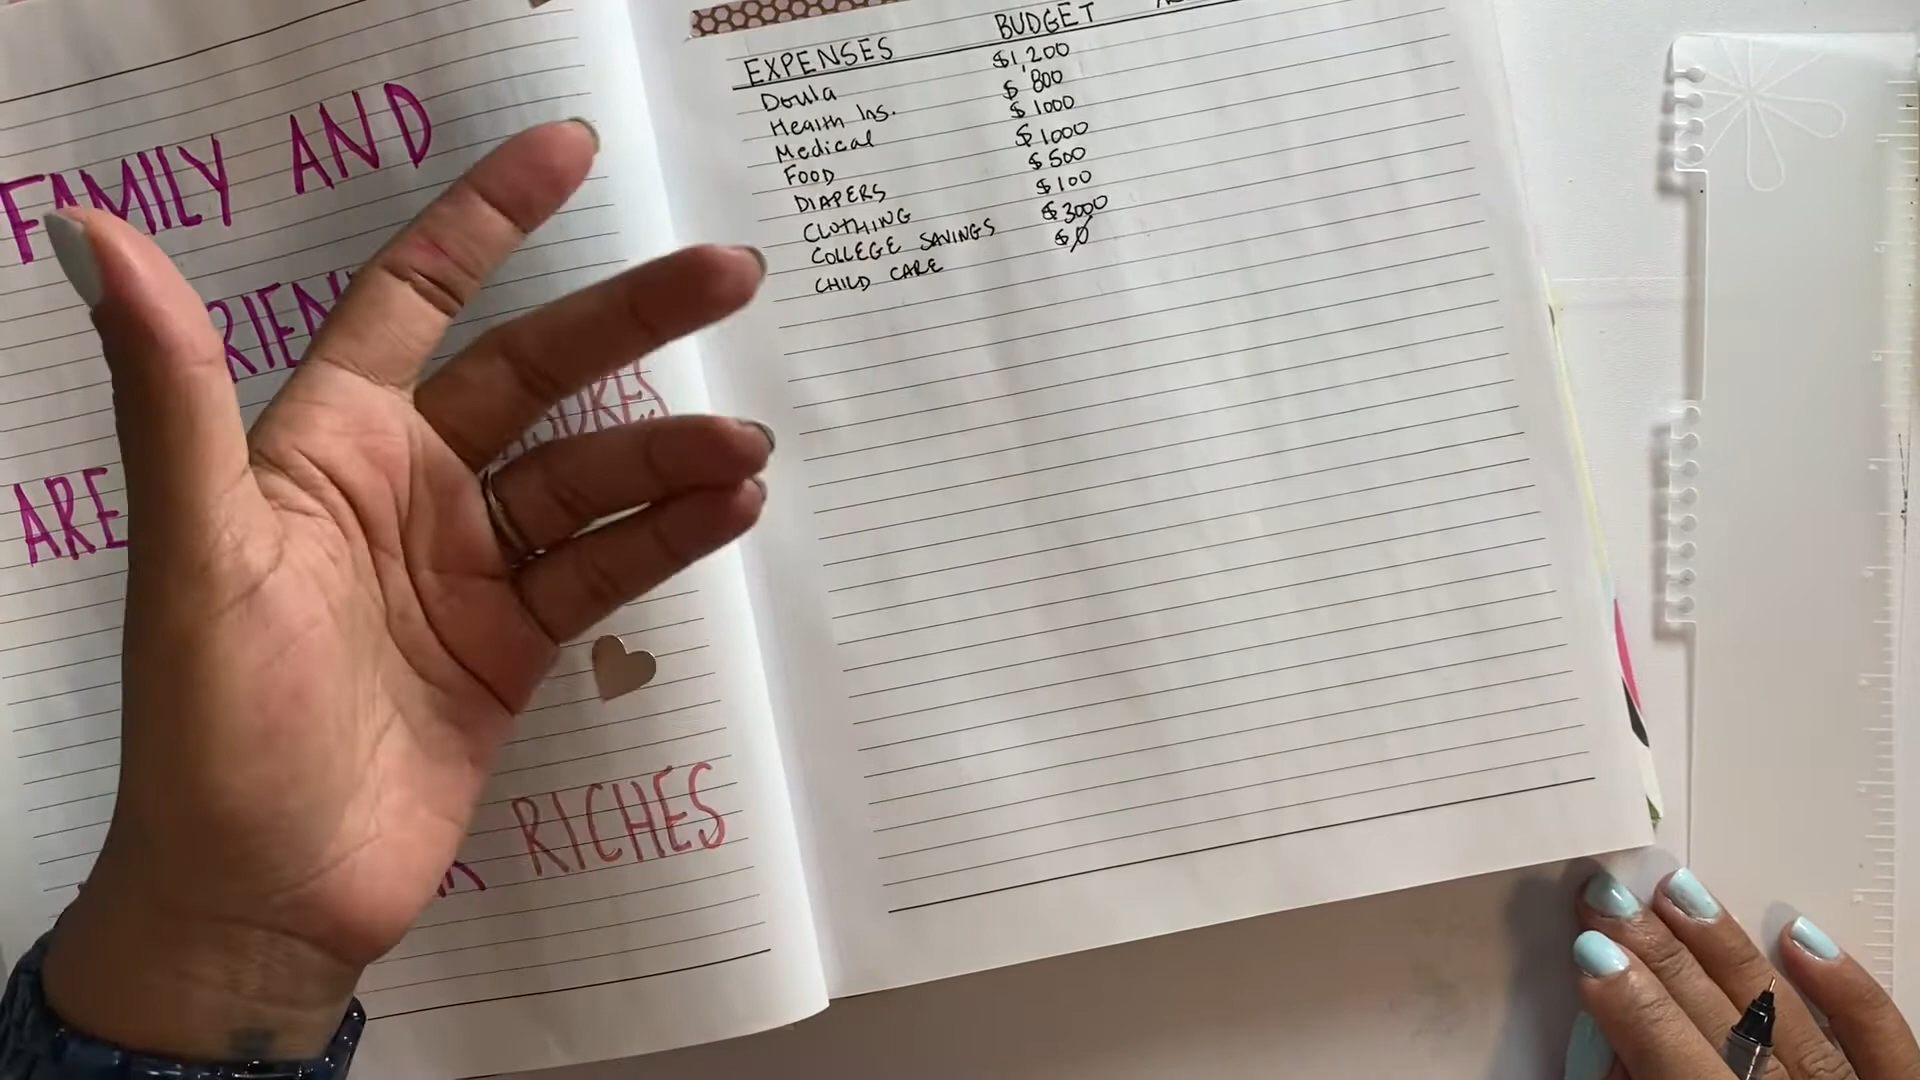 FAMILY AND
ARE
RICHES
EXPENSES BUDGET
Doula $1,200
Health Ins. $800
Medical $1000
Food $1000
DIAPERS $500
CLOTHING $100
COLLEGE SAVINGS $3000
CHILD CARE $0